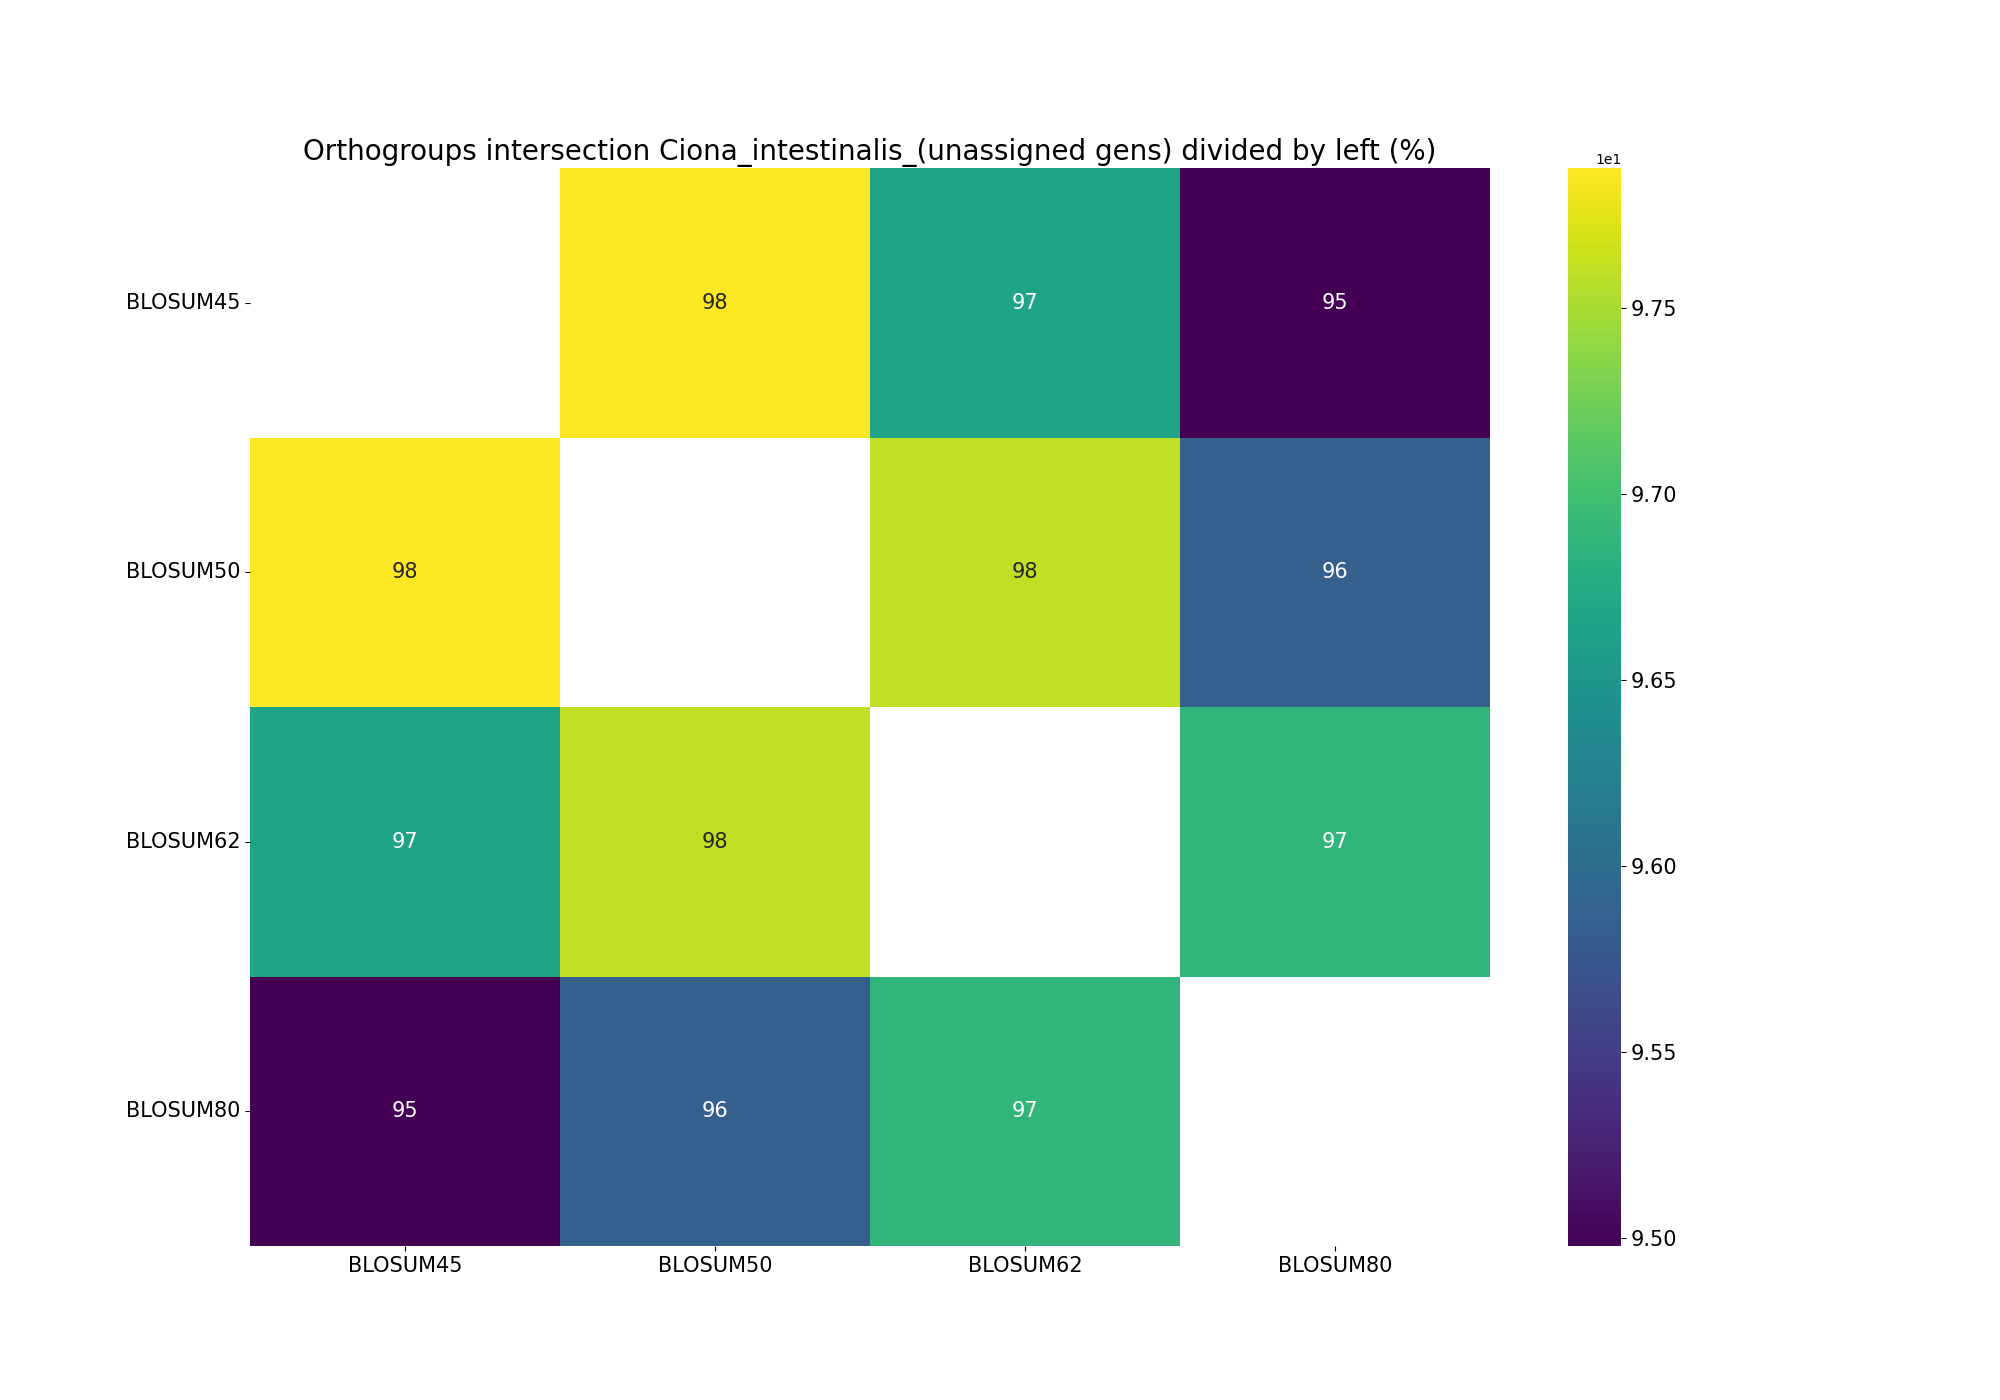 Orthogroups intersection Ciona_intestinalis_(unassigned gens) divided by left (%)
1e1
BLOSUM45
98
97
95
9.75
9.70
BLOSUM50
98
98
96
9.65
BLOSUM62
97
98
97
9.60
9.55
BLOSUM80
95
96
97
9.50
BLOSUM45
BLOSUM50
BLOSUM62
BLOSUM80